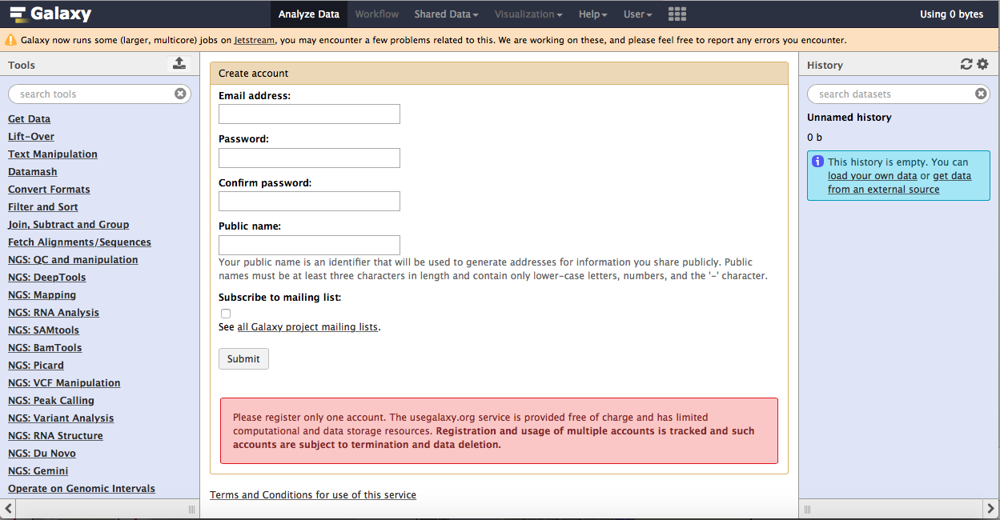 Galaxy
Analyze Data Workflow Shared Data Visualization Help User
Using 0 bytes
Galaxy now runs some (larger, multicore) jobs on Jetstream, you may encounter a few problems related to this. We are working on these, and please feel free to report any errors you encounter.
Tools
search tools
Get Data
Lift-Over
Text Manipulation
Datamash
Convert Formats
Filter and Sort
Join, Subtract and Group
Fetch Alignments/Sequences
NGS: QC and manipulation
NGS: DeepTools
NGS: Mapping
NGS: RNA Analysis
NGS: SAMtools
NGS: BamTools
NGS: Picard
NGS: VCF Manipulation
NGS: Peak Calling
NGS: Variant Analysis
NGS: RNA Structure
NGS: Du Novo
NGS: Gemini
Operate on Genomic Intervals
Create account
Email address:
Password:
Confirm password:
Public name:
Your public name is an identifier that will be used to generate addresses for information you share publicly. Public
names must be at least three characters in length and contain only lower-case letters, numbers, and the '-' character.
Subscribe to mailing list:
See all Galaxy project mailing lists.
Submit
Please register only one account. The usegalaxy.org service is provided free of charge and has limited
computational and data storage resources. Registration and usage of multiple accounts is tracked and such
accounts are subject to termination and data deletion.
Terms and Conditions for use of this service
History
search datasets
Unnamed history
0 b
This history is empty. You can
load your own data or get data
from an external source